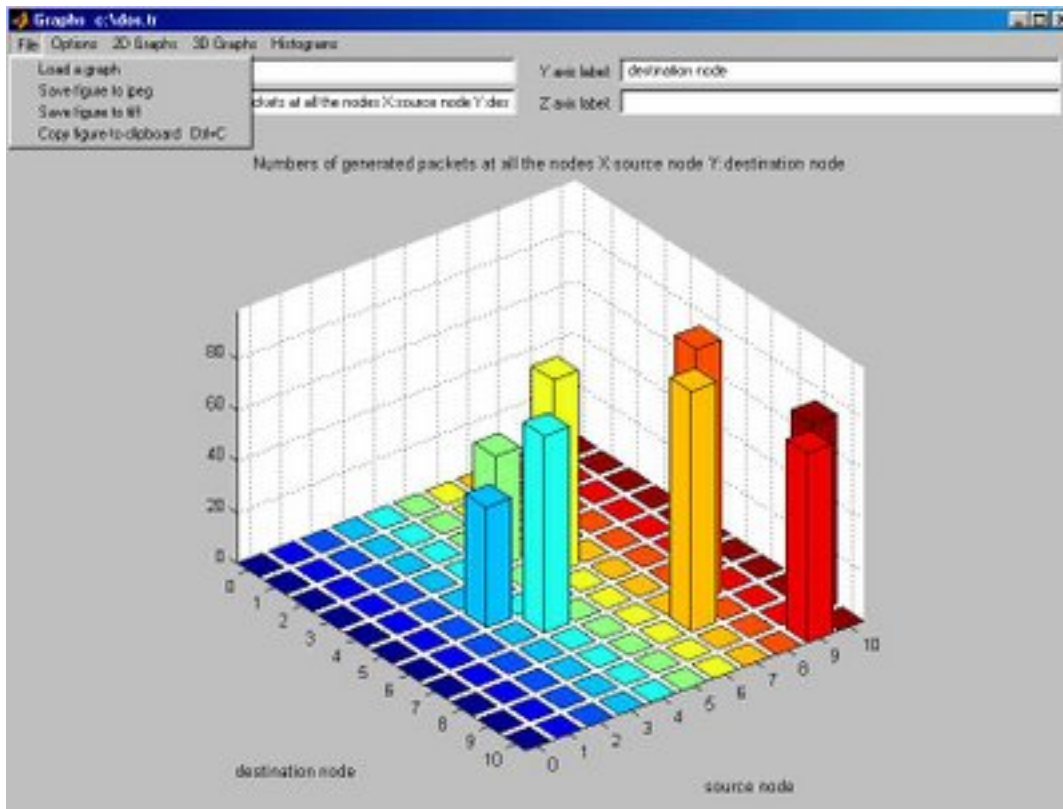 Graphs c:\dos.tr
File Options 2D Graphs 3D Graphs Histograms
Load a graph
Save figure to jpeg
Save figure to tiff
Copy figure to clipboard Ctrl+C
Y axis label: destination node
ckets at all the nodes X:source node Y:des
Z axis label:
Numbers of generated packets at all the nodes X:source node Y:destination node
80
60
40
20
0
0 1 2 3 4 5 6 7 8 9 10
0 1 2 3 4 5 6 7 8 9 10
destination node
source node